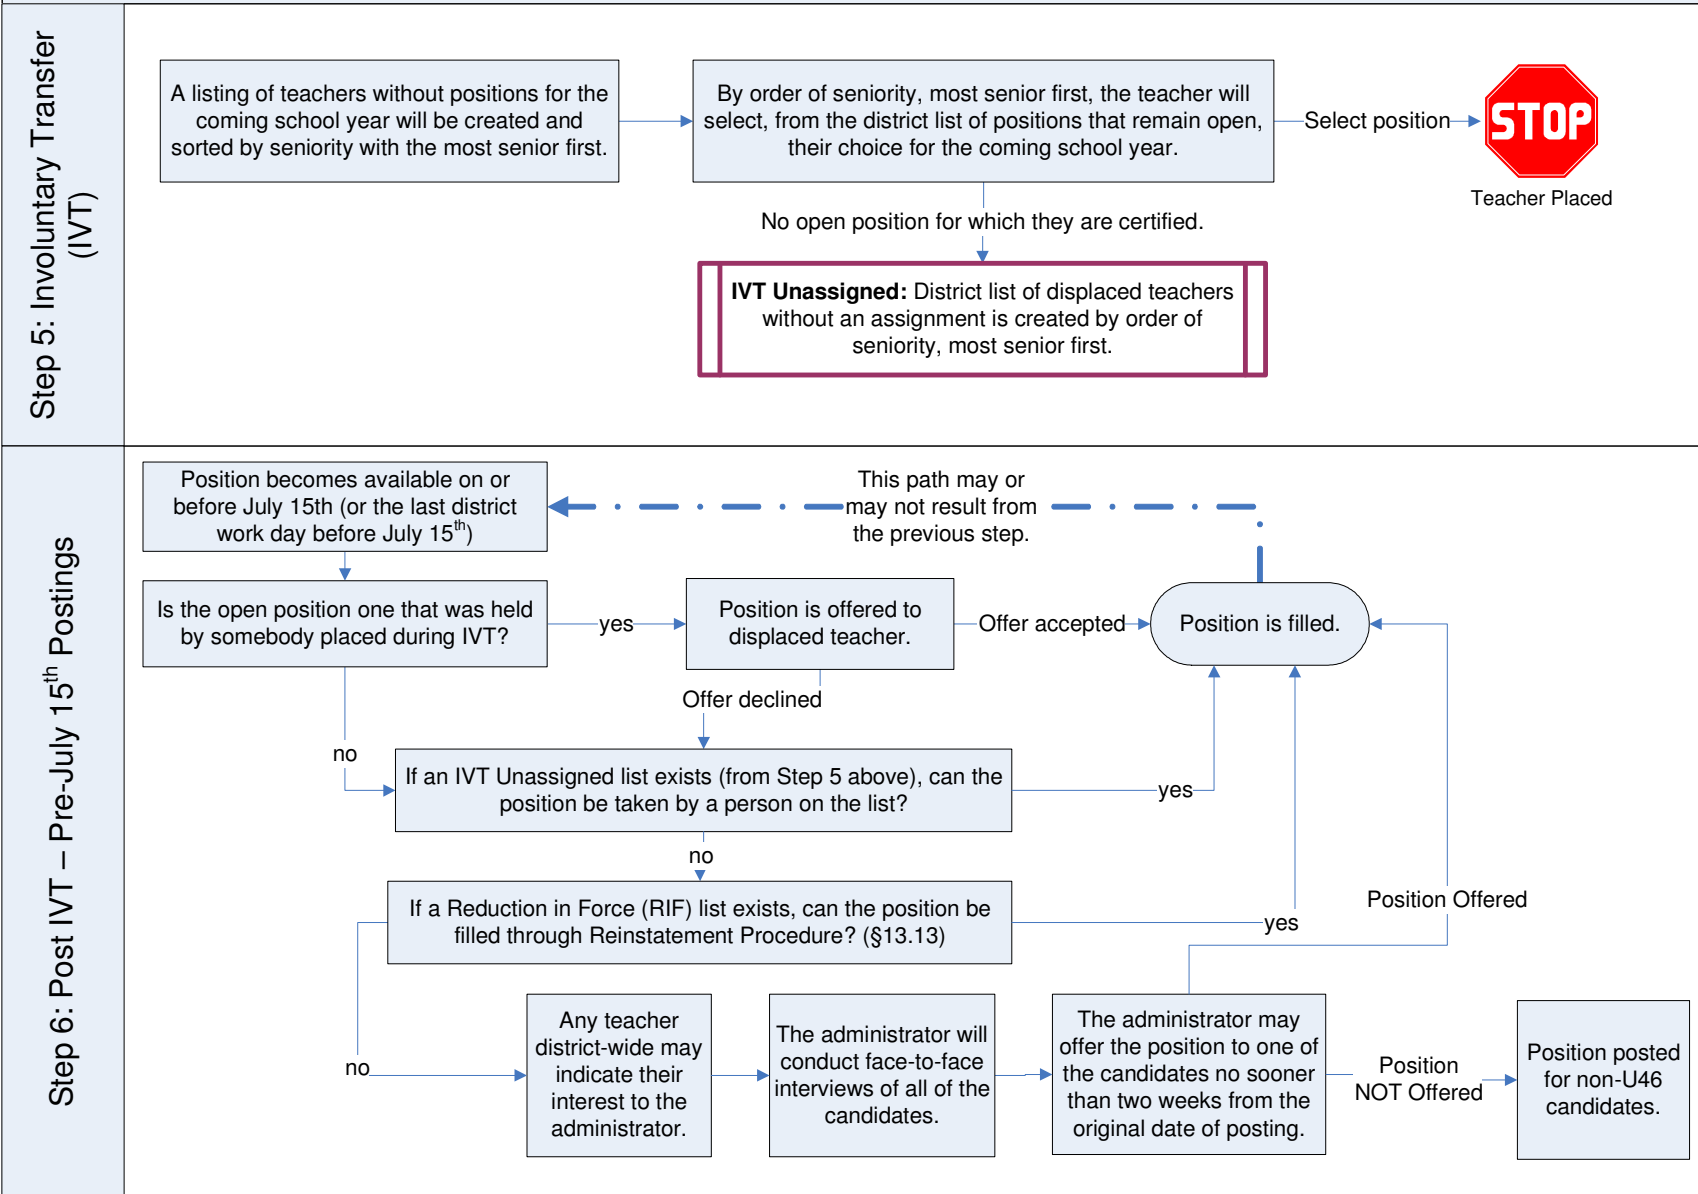 Step 5: Involuntary Transfer
(IVT)
A listing of teachers without positions for the
coming school year will be created and
sorted by seniority with the most senior first.
By order of seniority, most senior first, the teacher will
select, from the district list of positions that remain open,
their choice for the coming school year.
Select position
STOP
Teacher Placed
No open position for which they are certified.
IVT Unassigned: District list of displaced teachers
without an assignment is created by order of
seniority, most senior first.
Step 6: Post IVT – Pre-July 15th Postings
Position becomes available on or
before July 15th (or the last district
work day before July 15th)
This path may or
may not result from
the previous step.
Is the open position one that was held
by somebody placed during IVT?
yes
Position is offered to
displaced teacher.
Offer accepted
Position is filled.
Offer declined
no
If an IVT Unassigned list exists (from Step 5 above), can the
position be taken by a person on the list?
yes
no
If a Reduction in Force (RIF) list exists, can the position be
filled through Reinstatement Procedure? (§13.13)
yes
Position Offered
no
Any teacher
district-wide may
indicate their
interest to the
administrator.
The administrator will
conduct face-to-face
interviews of all of the
candidates.
The administrator may
offer the position to one of
the candidates no sooner
than two weeks from the
original date of posting.
Position
NOT Offered
Position posted
for non-U46
candidates.